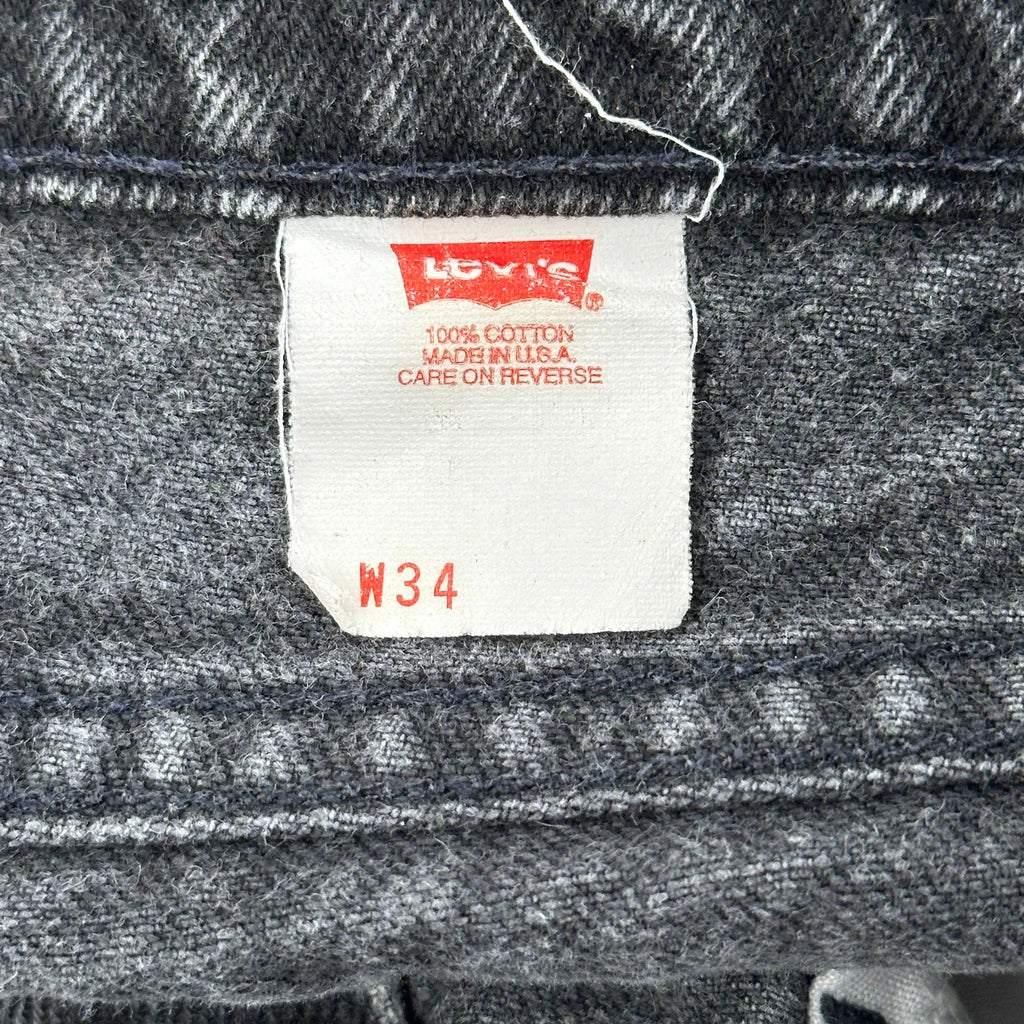 LEVI'S
®
100% COTTON
MADE IN U.S.A.
CARE ON REVERSE
W34